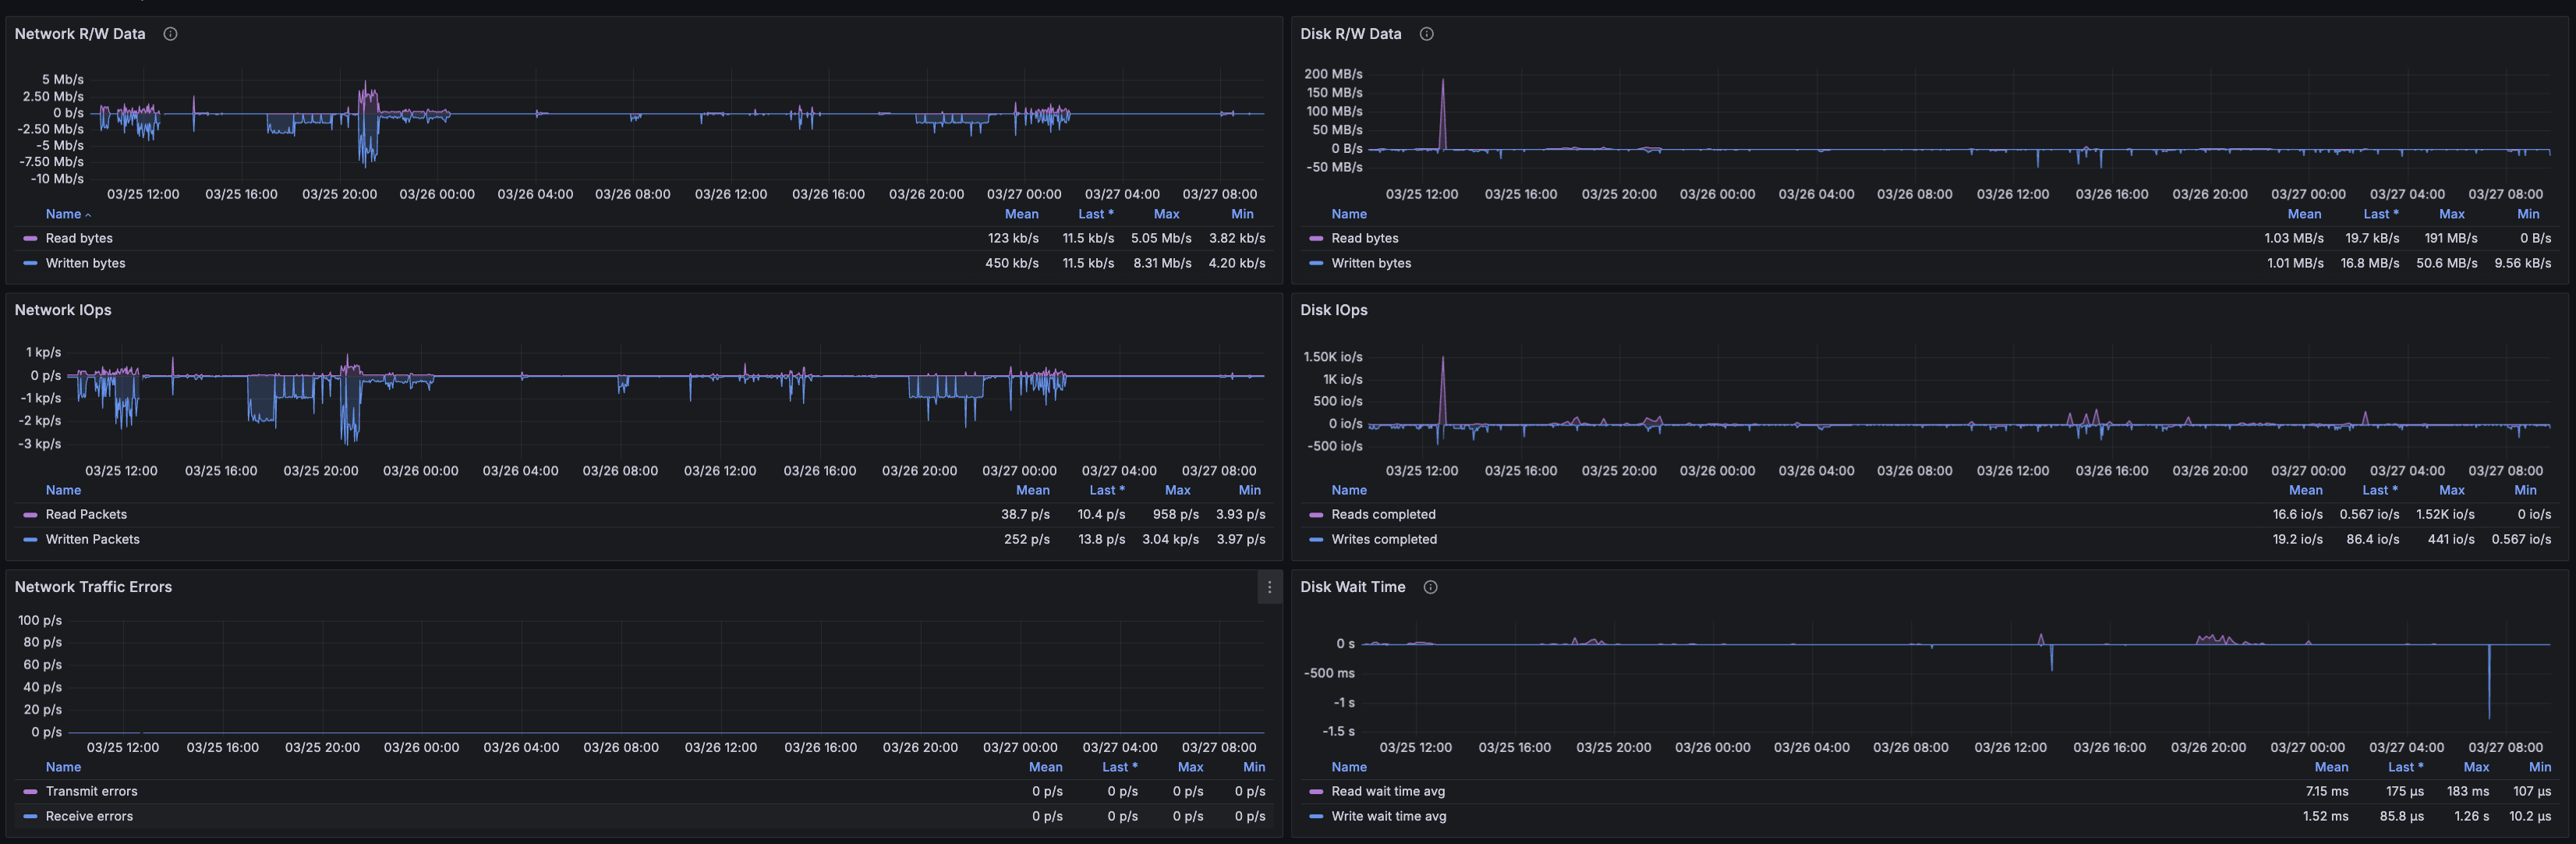 Network R/W Data
5 Mb/s
2.50 Mb/s
0 b/s
-2.50 Mb/s
-5 Mb/s
-7.50 Mb/s
-10 Mb/s
03/25 12:00 03/25 16:00 03/25 20:00 03/26 00:00 03/26 04:00 03/26 08:00 03/26 12:00 03/26 16:00 03/26 20:00 03/27 00:00 03/27 04:00 03/27 08:00
Name Mean Last * Max Min
Read bytes 123 kb/s 11.5 kb/s 5.05 Mb/s 3.82 kb/s
Written bytes 450 kb/s 11.5 kb/s 8.31 Mb/s 4.20 kb/s
Disk R/W Data
200 MB/s
150 MB/s
100 MB/s
50 MB/s
0 B/s
-50 MB/s
03/25 12:00 03/25 16:00 03/25 20:00 03/26 00:00 03/26 04:00 03/26 08:00 03/26 12:00 03/26 16:00 03/26 20:00 03/27 00:00 03/27 04:00 03/27 08:00
Name Mean Last * Max Min
Read bytes 1.03 MB/s 19.7 kB/s 191 MB/s 0 B/s
Written bytes 1.01 MB/s 16.8 MB/s 50.6 MB/s 9.56 kB/s
Network IOps
1 kp/s
0 p/s
-1 kp/s
-2 kp/s
-3 kp/s
03/25 12:00 03/25 16:00 03/25 20:00 03/26 00:00 03/26 04:00 03/26 08:00 03/26 12:00 03/26 16:00 03/26 20:00 03/27 00:00 03/27 04:00 03/27 08:00
Name Mean Last * Max Min
Read Packets 38.7 p/s 10.4 p/s 958 p/s 3.93 p/s
Written Packets 252 p/s 13.8 p/s 3.04 kp/s 3.97 p/s
Disk IOps
1.50K io/s
1K io/s
500 io/s
0 io/s
-500 io/s
03/25 12:00 03/25 16:00 03/25 20:00 03/26 00:00 03/26 04:00 03/26 08:00 03/26 12:00 03/26 16:00 03/26 20:00 03/27 00:00 03/27 04:00 03/27 08:00
Name Mean Last * Max Min
Reads completed 16.6 io/s 0.567 io/s 1.52K io/s 0 io/s
Writes completed 19.2 io/s 86.4 io/s 441 io/s 0.567 io/s
Network Traffic Errors
100 p/s
80 p/s
60 p/s
40 p/s
20 p/s
0 p/s
03/25 12:00 03/25 16:00 03/25 20:00 03/26 00:00 03/26 04:00 03/26 08:00 03/26 12:00 03/26 16:00 03/26 20:00 03/27 00:00 03/27 04:00 03/27 08:00
Name Mean Last * Max Min
Transmit errors 0 p/s 0 p/s 0 p/s 0 p/s
Receive errors 0 p/s 0 p/s 0 p/s 0 p/s
Disk Wait Time
0 s
-500 ms
-1 s
-1.5 s
03/25 12:00 03/25 16:00 03/25 20:00 03/26 00:00 03/26 04:00 03/26 08:00 03/26 12:00 03/26 16:00 03/26 20:00 03/27 00:00 03/27 04:00 03/27 08:00
Name Mean Last * Max Min
Read wait time avg 7.15 ms 175 µs 183 ms 107 µs
Write wait time avg 1.52 ms 85.8 µs 1.26 s 10.2 µs